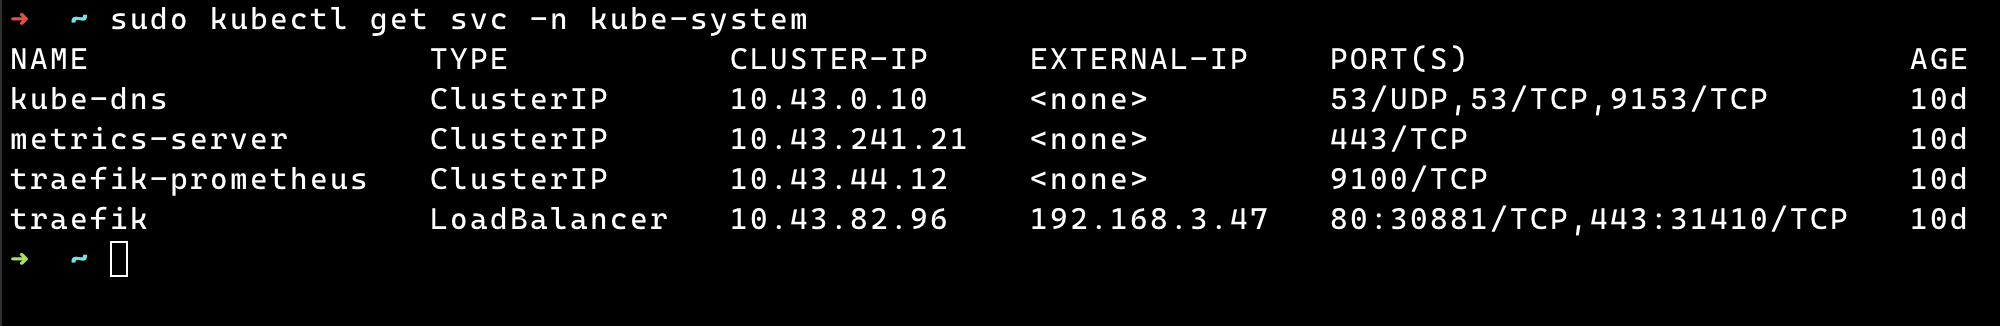 ➜  ~ sudo kubectl get svc -n kube-system
NAME                 TYPE           CLUSTER-IP     EXTERNAL-IP    PORT(S)                      AGE
kube-dns             ClusterIP      10.43.0.10     <none>         53/UDP,53/TCP,9153/TCP       10d
metrics-server       ClusterIP      10.43.241.21   <none>         443/TCP                      10d
traefik-prometheus   ClusterIP      10.43.44.12    <none>         9100/TCP                     10d
traefik              LoadBalancer   10.43.82.96    192.168.3.47   80:30881/TCP,443:31410/TCP   10d
➜  ~